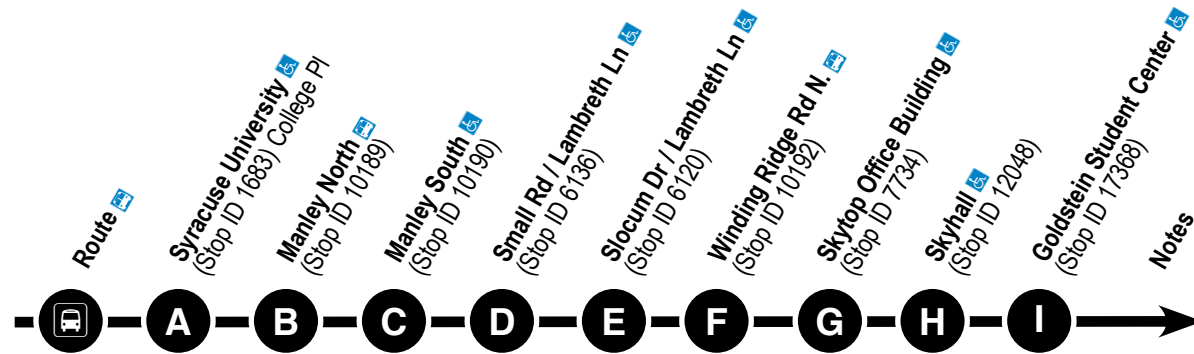 Route
Syracuse University
(Stop ID 1683) College Pl
Manley North
(Stop ID 10189)
Manley South
(Stop ID 10190)
Small Rd / Lambreth Ln
(Stop ID 6136)
Slocum Dr / Lambreth Ln
(Stop ID 6120)
Winding Ridge Rd N.
(Stop ID 10192)
Skytop Office Building
(Stop ID 7734)
Skyhall
(Stop ID 12048)
Goldstein Student Center
(Stop ID 17368)
Notes
A B C D E F G H I